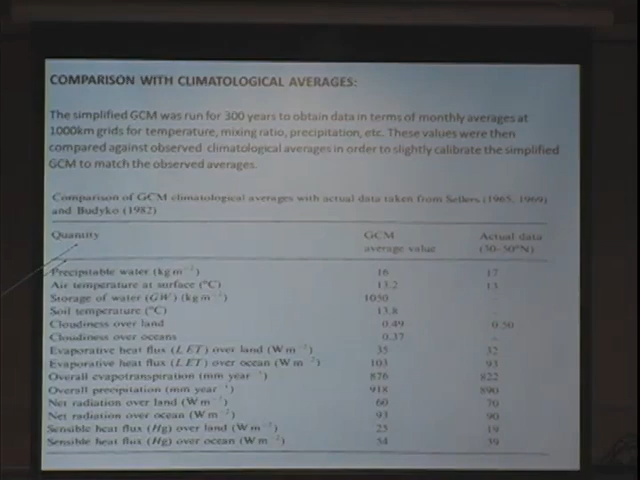 COMPARISON WITH CLIMATOLOGICAL AVERAGES:
The simplified GCM was run for 300 years to obtain data in terms of monthly averages at
1000km grids for temperature, mixing ratio, precipitation, etc. These values were then
compared against observed climatological averages in order to slightly calibrate the simplified
GCM to match the observed averages.
Comparison of GCM climatological averages with actual data taken from Sellers (1965, 1969)
and Budyko (1982)
Quantity GCM average value Actual data (30–50°N)
Precipitable water (kg m⁻²) 16 17
Air temperature at surface (°C) 13.2 13
Storage of water (GW) (kg m⁻²) 1050 –
Soil temperature (°C) 13.8 –
Cloudiness over land 0.49 0.50
Cloudiness over oceans 0.37 –
Evaporative heat flux (L ET) over land (W m⁻²) 35 32
Evaporative heat flux (L ET) over ocean (W m⁻²) 103 93
Overall evapotranspiration (mm year⁻¹) 876 822
Overall precipitation (mm year⁻¹) 918 890
Net radiation over land (W m⁻²) 60 70
Net radiation over ocean (W m⁻²) 93 90
Sensible heat flux (Hg) over land (W m⁻²) 25 19
Sensible heat flux (Hg) over ocean (W m⁻²) 54 39